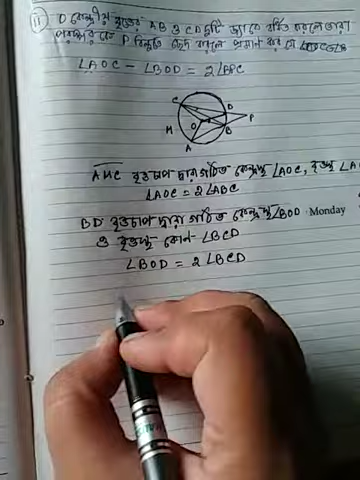 11 O কেন্দ্রীয় বৃত্তের AB ও CD দুটি জ্যাকে বর্ধিত করলে তারা
পরস্পরকে P বিন্দুতে ছেদ করলে প্রমাণ কর যে
∠AOC - ∠BOD = 2∠BPC
C
D
P
O
M
B
A
AMC বৃত্তচাপ দ্বারা গঠিত কেন্দ্রস্থ ∠AOC, বৃত্তস্থ
∠AOC = 2∠ABC
BD বৃত্তচাপ দ্বারা গঠিত কেন্দ্রস্থ ∠BOD
Monday
ও বৃত্তস্থ কোন ∠BCD
∠BOD = 2∠BCD